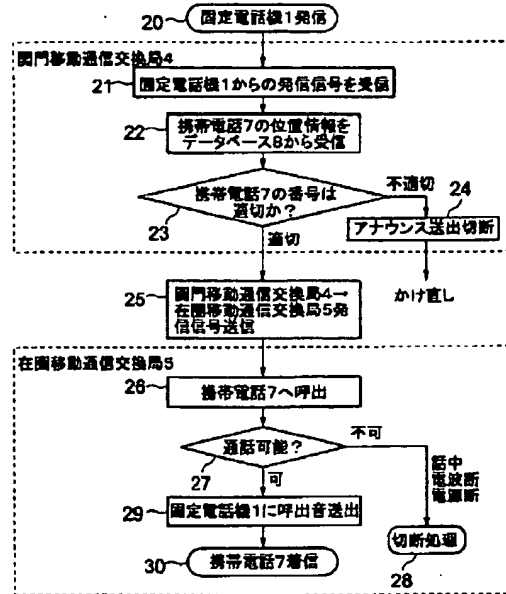 20
固定電話機1発信
関門移動通信交換局4
21
固定電話機1からの発信信号を受信
22
携帯電話7の位置情報を
データベース8から受信
携帯電話7の番号は
適切か？
23
不適切
24
アナウンス送出切断
適切
かけ直し
25
関門移動通信交換局4→
在圏移動通信交換局5発
信信号送信
在圏移動通信交換局5
26
携帯電話7へ呼出
通話可能？
27
不可
話中
電波断
電源断
可
29
固定電話機1に呼出音送出
切断処理
28
30
携帯電話7着信